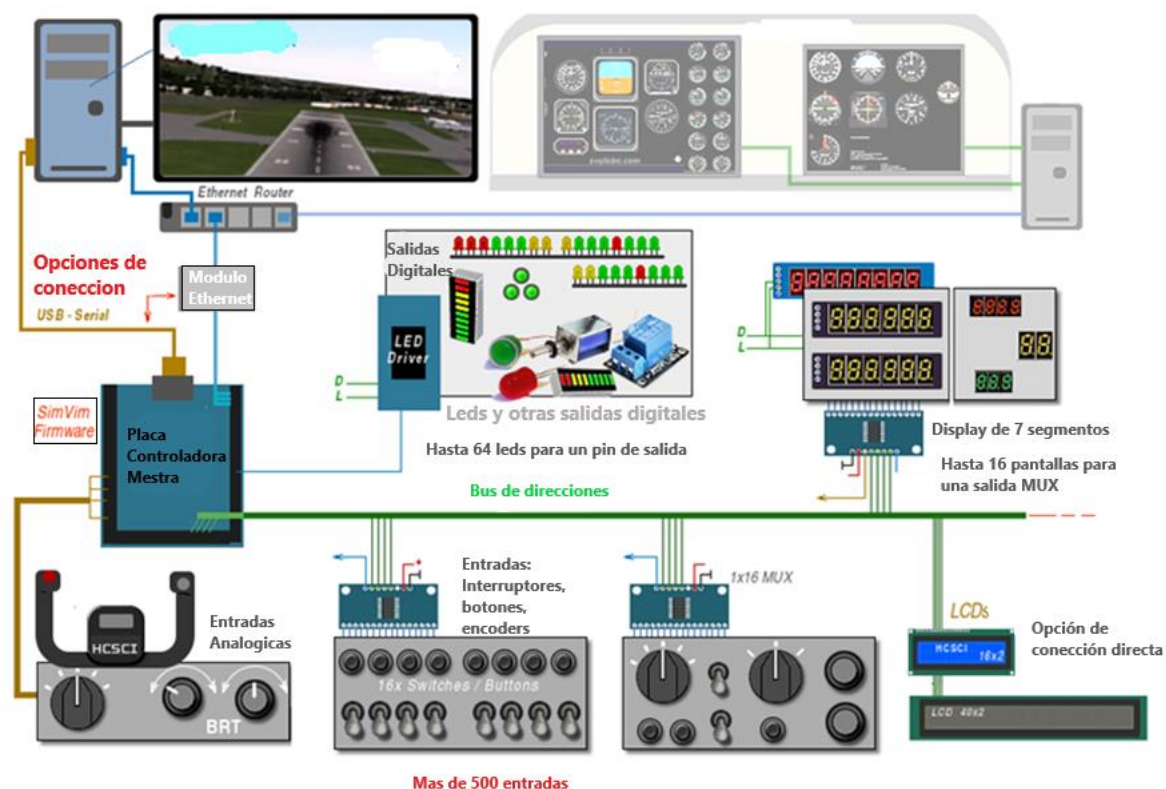 Ethernet Router
Opciones de
coneccion
Modulo
Ethernet
USB - Serial
Salidas
Digitales
LED
Driver
D
L
Leds y otras salidas digitales
Hasta 64 leds para un pin de salida
D
L
Display de 7 segmentos
Hasta 16 pantallas para
una salida MUX
SimVim
Firmware
Placa
Controladora
Mestra
Bus de direcciones
Entradas
Analogicas
HCSCI
BRT
Entradas:
Interruptores,
botones,
encoders
16x Switches / Buttons
1x16 MUX
LCDs
HCSCI
16x2
Opción de
conección directa
LCD 40x2
Mas de 500 entradas